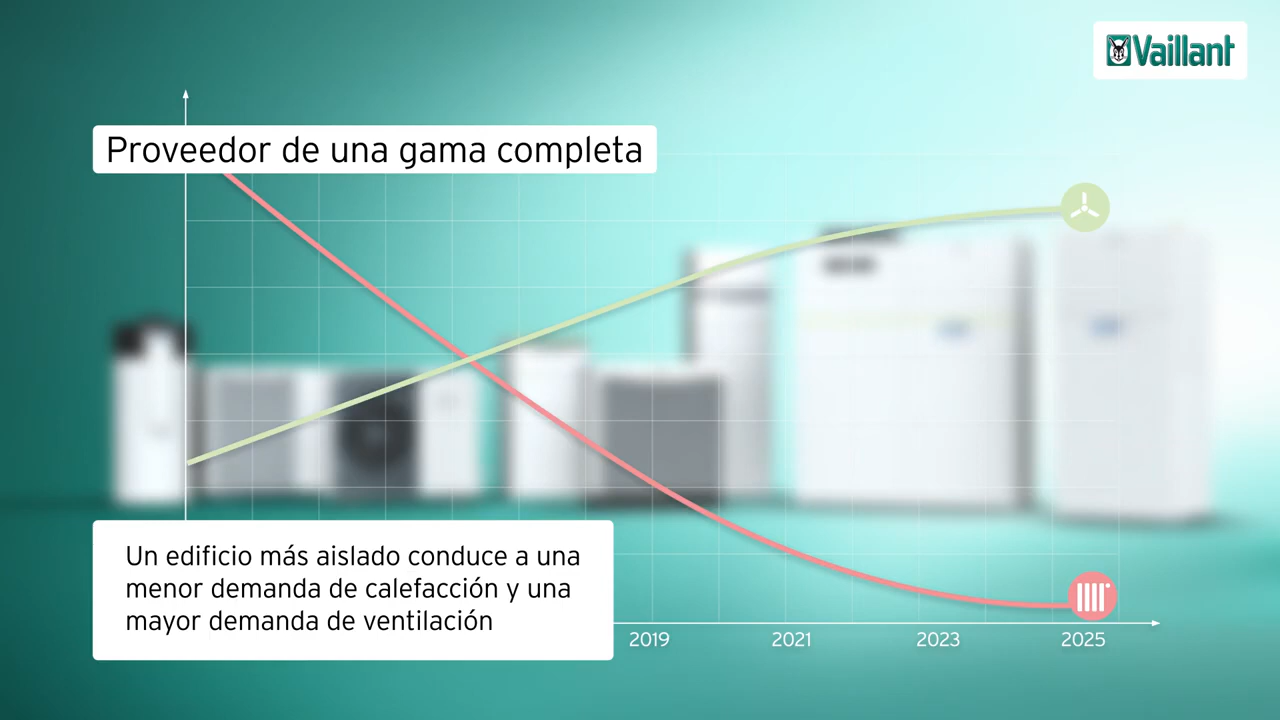 Vaillant
Proveedor de una gama completa
Un edificio más aislado conduce a una
menor demanda de calefacción y una
mayor demanda de ventilación
2019 2021 2023 2025